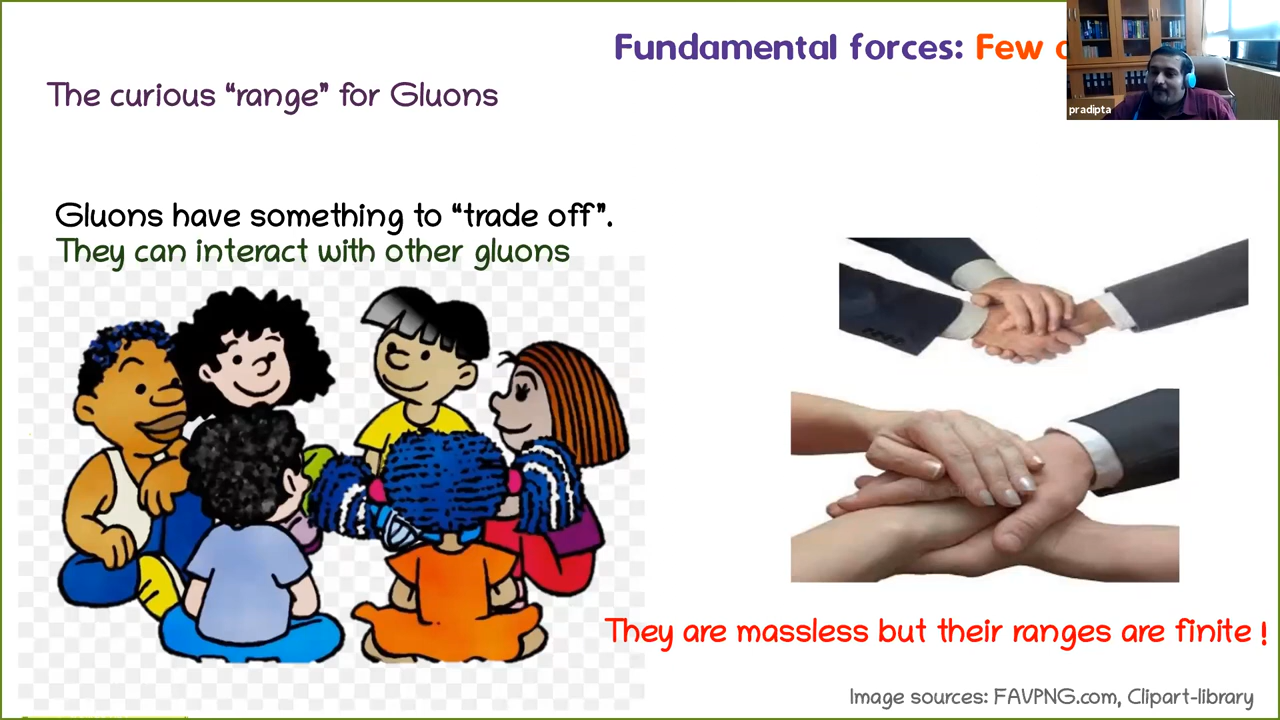 Fundamental forces: Few
pradipta
The curious “range” for Gluons
Gluons have something to “trade off”.
They can interact with other gluons
They are massless but their ranges are finite !
Image sources: FAVPNG.com, Clipart-library